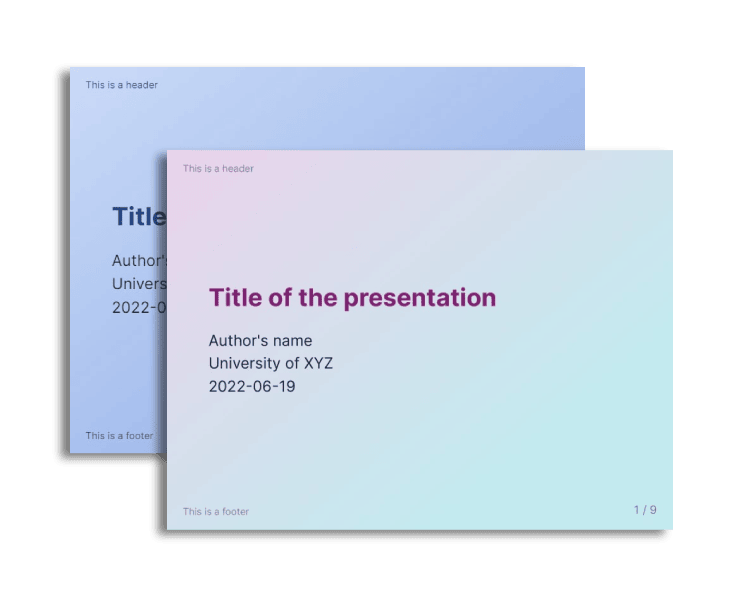 This is a header
Title
Author's
Univers
2022-0
This is a footer
This is a header
Title of the presentation
Author's name
University of XYZ
2022-06-19
This is a footer
1 / 9